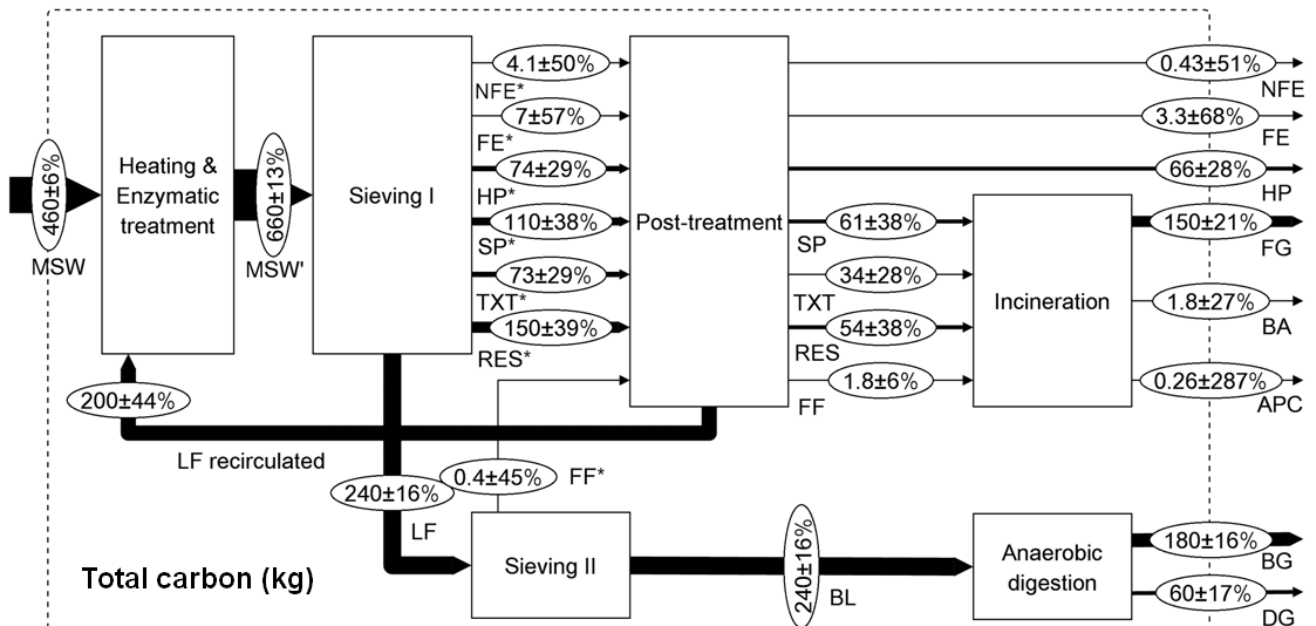 4.1±50%
NFE*
0.43±51%
NFE
7±57%
FE*
3.3±68%
FE
Heating &
Enzymatic
treatment
Sieving I
74±29%
HP*
66±28%
HP
460±6%
MSW
660±13%
MSW'
110±38%
SP*
Post-treatment
SP
61±38%
150±21%
FG
73±29%
TXT*
TXT
34±28%
Incineration
1.8±27%
BA
150±39%
RES*
RES
54±38%
200±44%
FF
1.8±6%
0.26±287%
APC
LF recirculated
0.4±45%
FF*
240±16%
LF
Sieving II
240±16%
BL
Anaerobic
digestion
180±16%
BG
60±17%
DG
Total carbon (kg)